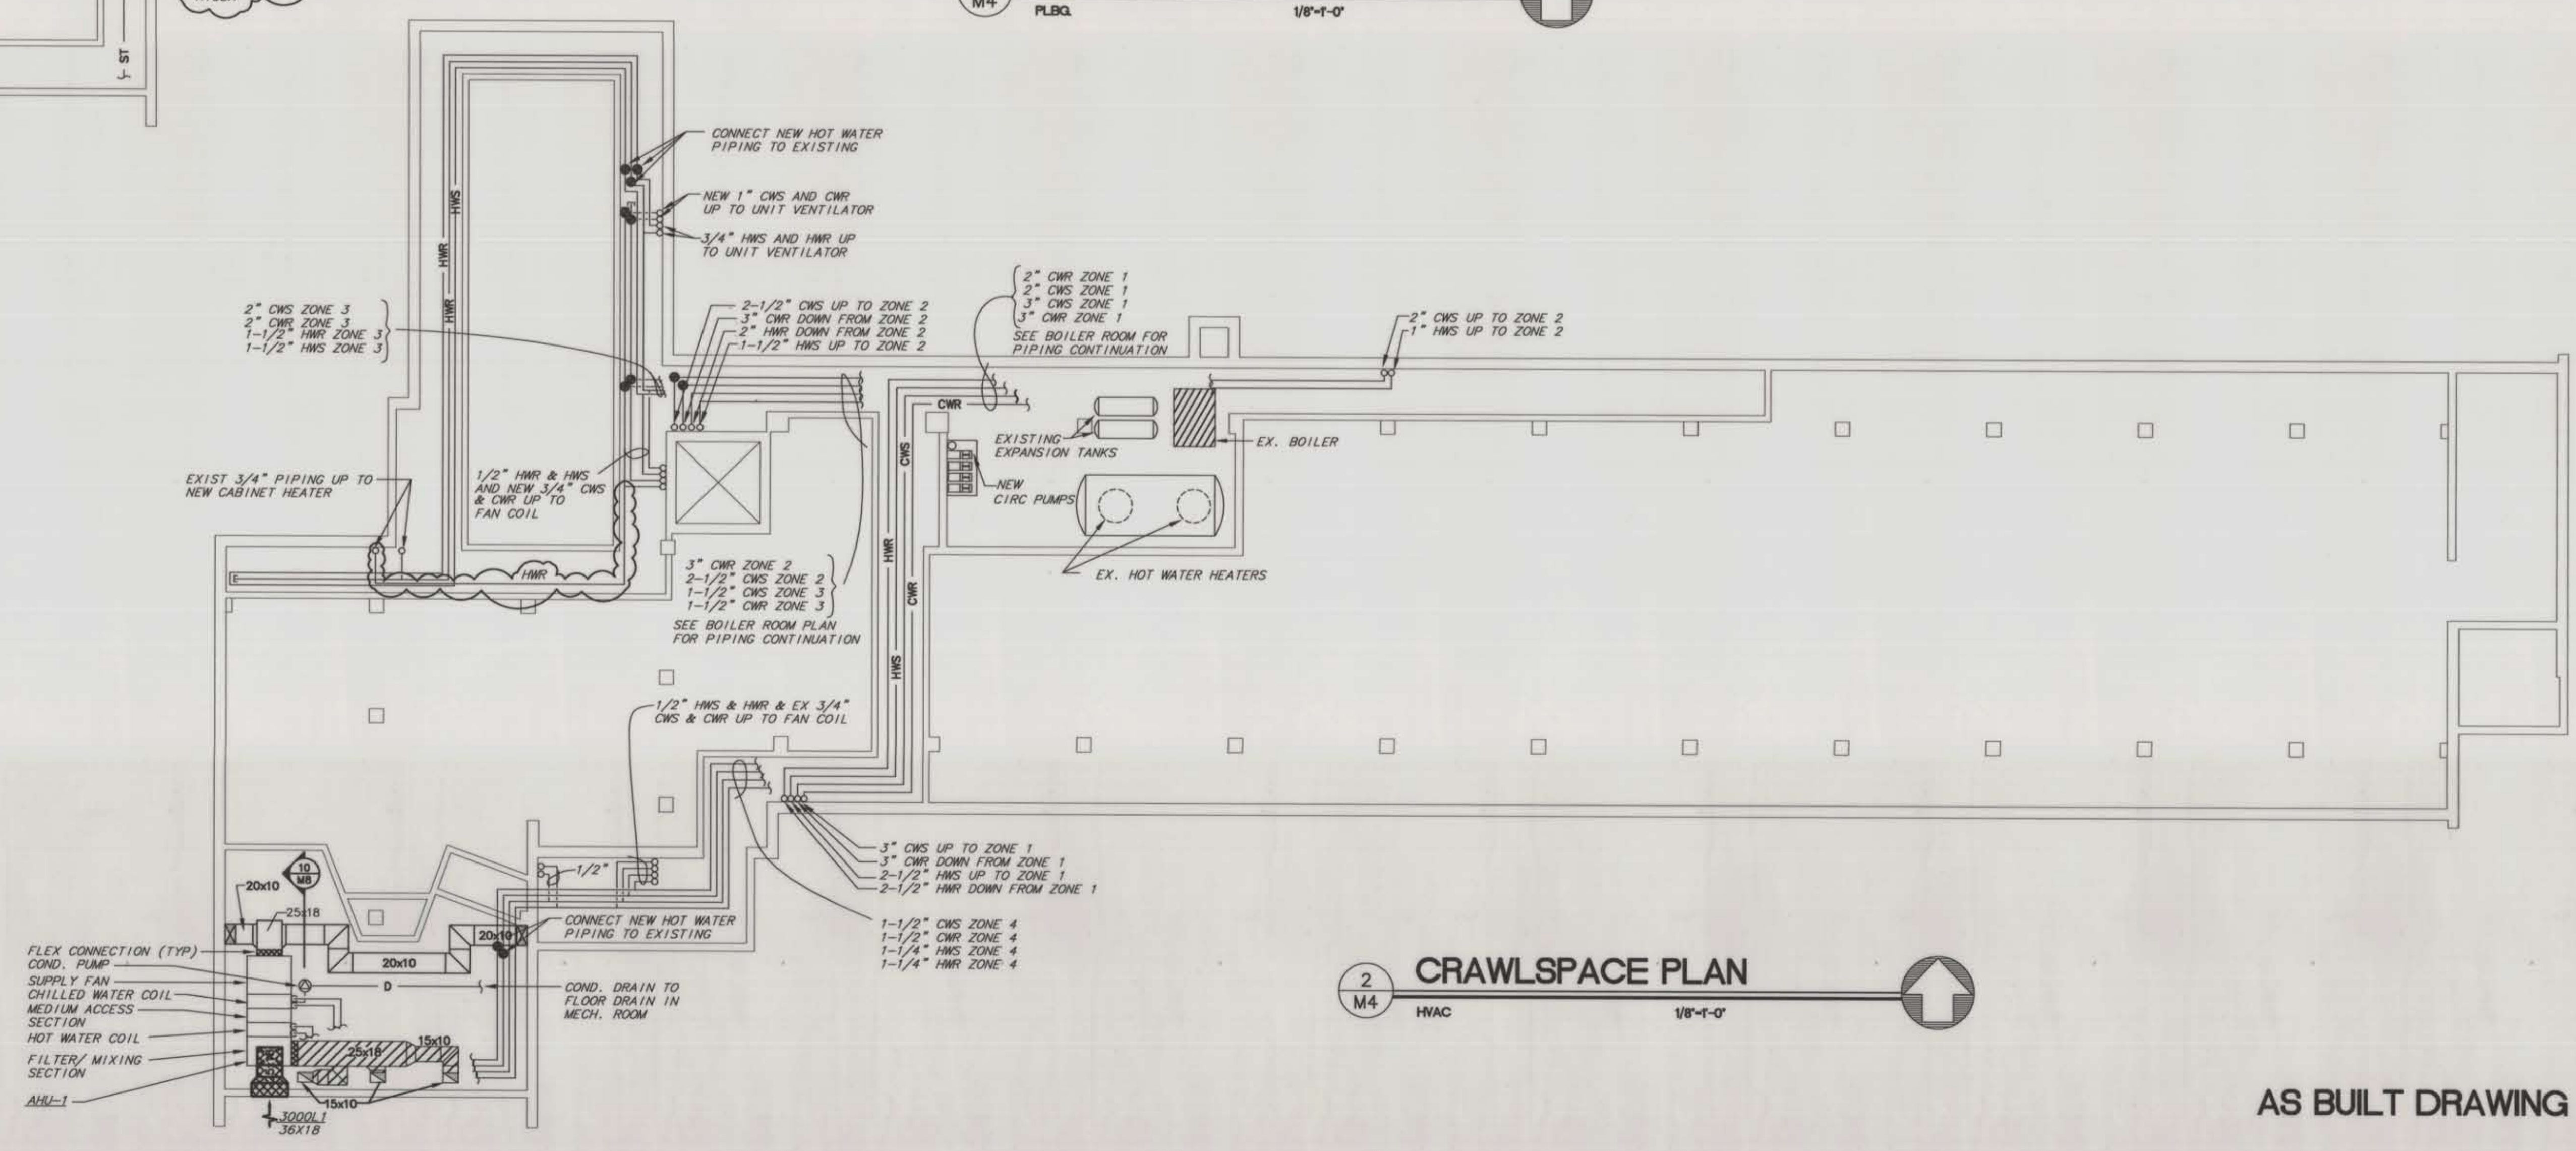 ST
M4
PLBG.
1/8"=1'-0"
CONNECT NEW HOT WATER
PIPING TO EXISTING
NEW 1" CWS AND CWR
UP TO UNIT VENTILATOR
3/4" HWS AND HWR UP
TO UNIT VENTILATOR
HWS
HWR
HWR
2" CWS ZONE 3
2" CWR ZONE 3
1-1/2" HWR ZONE 3
1-1/2" HWS ZONE 3
2-1/2" CWS UP TO ZONE 2
3" CWR DOWN FROM ZONE 2
2" HWR DOWN FROM ZONE 2
1-1/2" HWS UP TO ZONE 2
2" CWR ZONE 1
2" CWS ZONE 1
3" CWS ZONE 1
3" CWR ZONE 1
SEE BOILER ROOM FOR
PIPING CONTINUATION
2" CWS UP TO ZONE 2
1" HWS UP TO ZONE 2
CWR
CWS
HWR
CWR
HWS
EXISTING
EXPANSION TANKS
EX. BOILER
NEW
CIRC PUMPS
EX. HOT WATER HEATERS
EXIST 3/4" PIPING UP TO
NEW CABINET HEATER
1/2" HWR & HWS
AND NEW 3/4" CWS
& CWR UP TO
FAN COIL
HWR
3" CWR ZONE 2
2-1/2" CWS ZONE 2
1-1/2" CWS ZONE 3
1-1/2" CWR ZONE 3
SEE BOILER ROOM PLAN
FOR PIPING CONTINUATION
1/2" HWS & HWR & EX 3/4"
CWS & CWR UP TO FAN COIL
3" CWS UP TO ZONE 1
3" CWR DOWN FROM ZONE 1
2-1/2" HWS UP TO ZONE 1
2-1/2" HWR DOWN FROM ZONE 1
1-1/2" CWS ZONE 4
1-1/2" CWR ZONE 4
1-1/4" HWS ZONE 4
1-1/4" HWR ZONE 4
1/2"
CONNECT NEW HOT WATER
PIPING TO EXISTING
10
M8
20x10
25x18
20x10
20x10
D
COND. DRAIN TO
FLOOR DRAIN IN
MECH. ROOM
FLEX CONNECTION (TYP)
COND. PUMP
SUPPLY FAN
CHILLED WATER COIL
MEDIUM ACCESS
SECTION
HOT WATER COIL
FILTER/ MIXING
SECTION
AHU-1
25x18
15x10
15x10
3000L1
36X18
2
M4
CRAWLSPACE PLAN
HVAC
1/8"=1'-0"
AS BUILT DRAWING